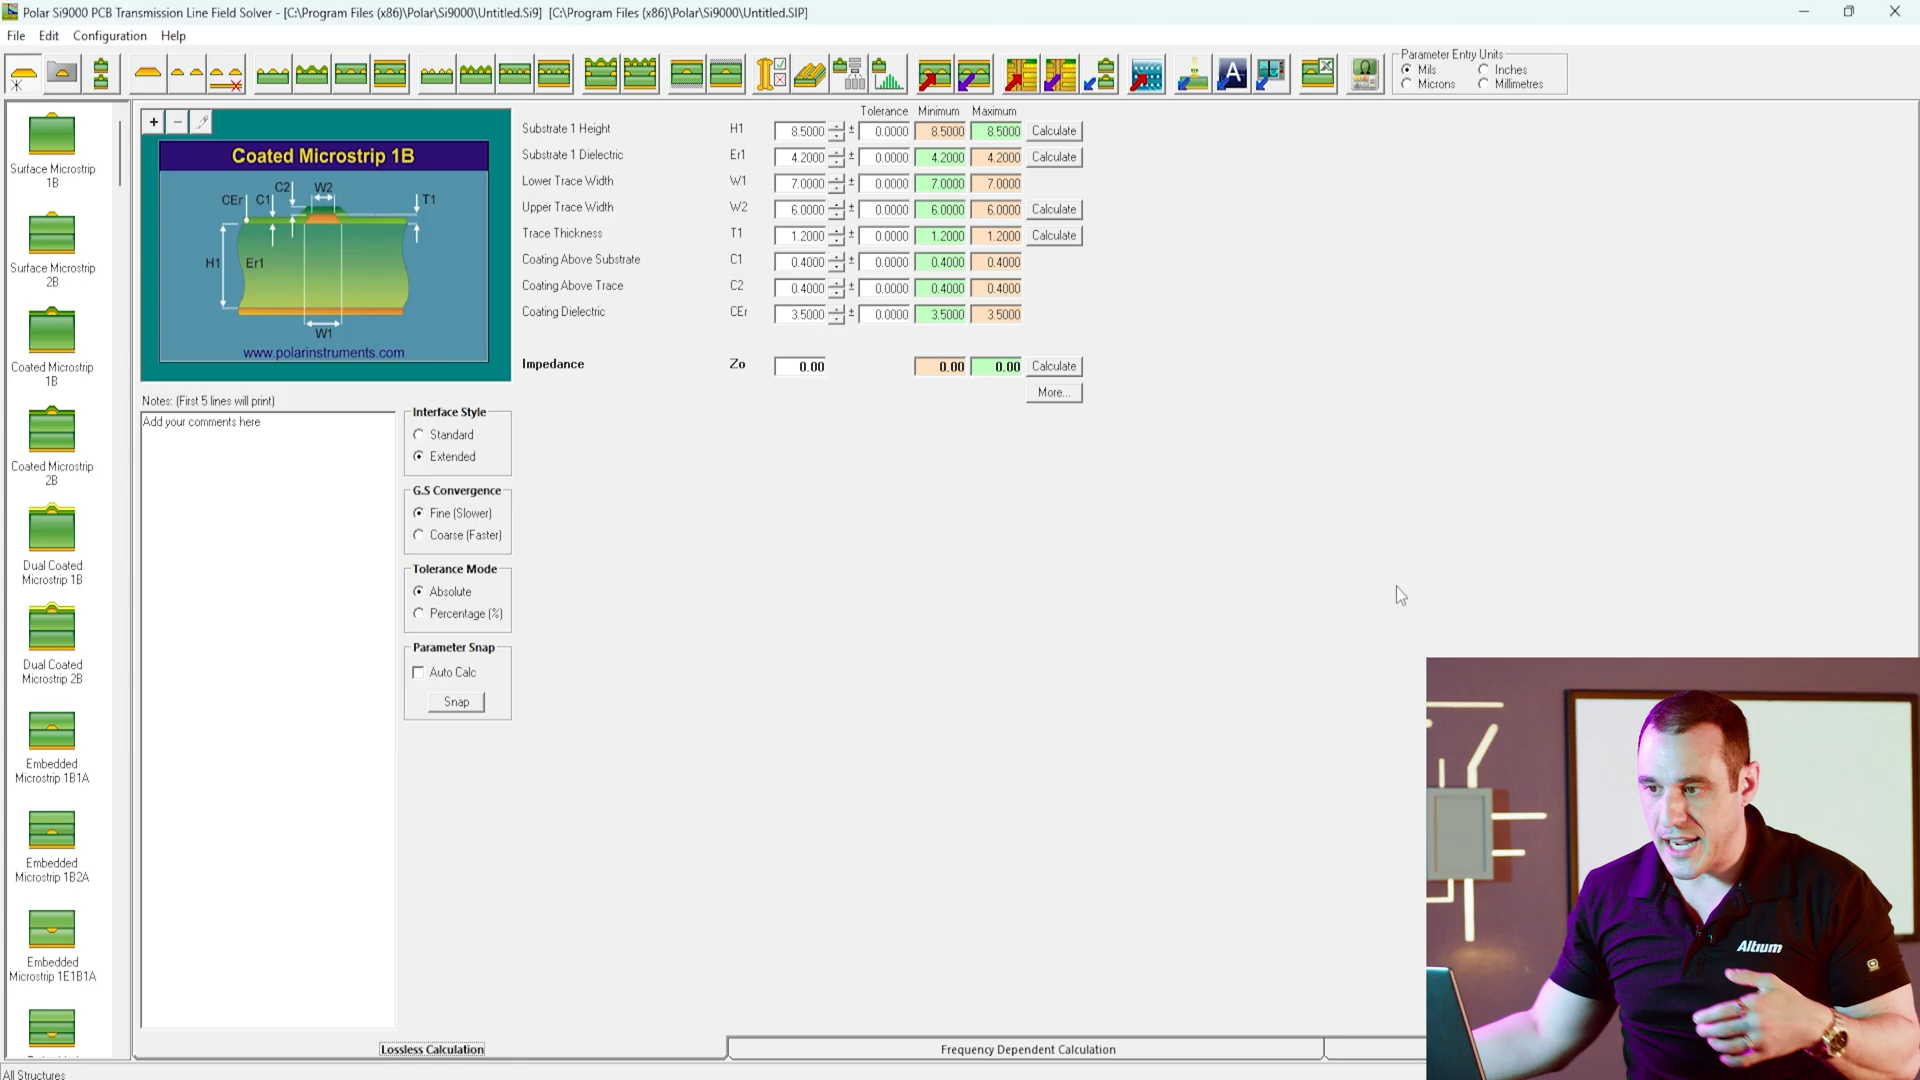 Polar Si9000 PCB Transmission Line Field Solver - [C:\Program Files (x86)\Polar\Si9000\Untitled.Si9] [C:\Program Files (x86)\Polar\Si9000\Untitled.SIP]
File Edit Configuration Help
Parameter Entry Units
Mils Inches
Microns Millimetres
Surface Microstrip
1B
Surface Microstrip
2B
Coated Microstrip
1B
Coated Microstrip
2B
Dual Coated
Microstrip 1B
Dual Coated
Microstrip 2B
Embedded
Microstrip 1B1A
Embedded
Microstrip 1B2A
Embedded
Microstrip 1E1B1A
+ -
Coated Microstrip 1B
C2 W2
CEr C1 T1
H1 Er1
W1
www.polarinstruments.com
Tolerance Minimum Maximum
Substrate 1 Height H1 8.5000 ± 0.0000 8.5000 8.5000 Calculate
Substrate 1 Dielectric Er1 4.2000 ± 0.0000 4.2000 4.2000 Calculate
Lower Trace Width W1 7.0000 ± 0.0000 7.0000 7.0000
Upper Trace Width W2 6.0000 ± 0.0000 6.0000 6.0000 Calculate
Trace Thickness T1 1.2000 ± 0.0000 1.2000 1.2000 Calculate
Coating Above Substrate C1 0.4000 ± 0.0000 0.4000 0.4000
Coating Above Trace C2 0.4000 ± 0.0000 0.4000 0.4000
Coating Dielectric CEr 3.5000 ± 0.0000 3.5000 3.5000
Impedance Zo 0.00 0.00 0.00 Calculate
More...
Notes: (First 5 lines will print)
Add your comments here
Interface Style
Standard
Extended
G.S Convergence
Fine (Slower)
Coarse (Faster)
Tolerance Mode
Absolute
Percentage (%)
Parameter Snap
Auto Calc
Snap
Lossless Calculation
Frequency Dependent Calculation
All Structures
Altium